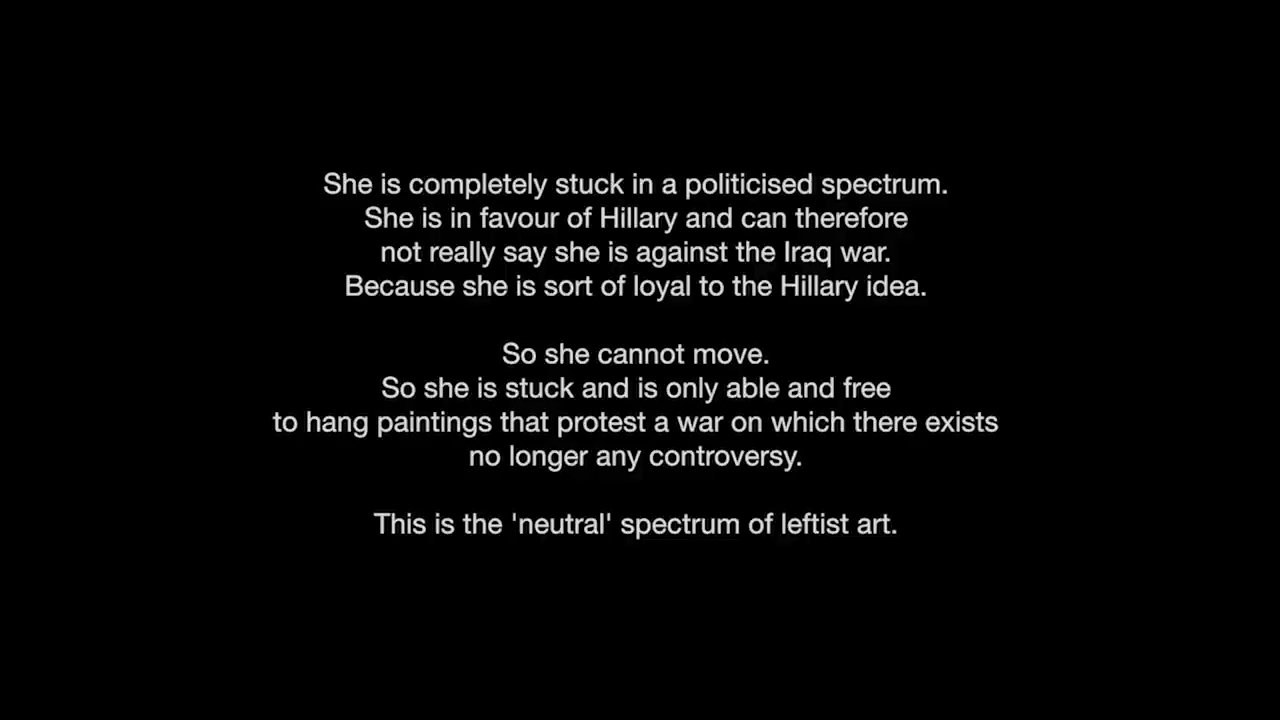 She is completely stuck in a politicised spectrum.
She is in favour of Hillary and can therefore
not really say she is against the Iraq war.
Because she is sort of loyal to the Hillary idea.
So she cannot move.
So she is stuck and is only able and free
to hang paintings that protest a war on which there exists
no longer any controversy.
This is the 'neutral' spectrum of leftist art.